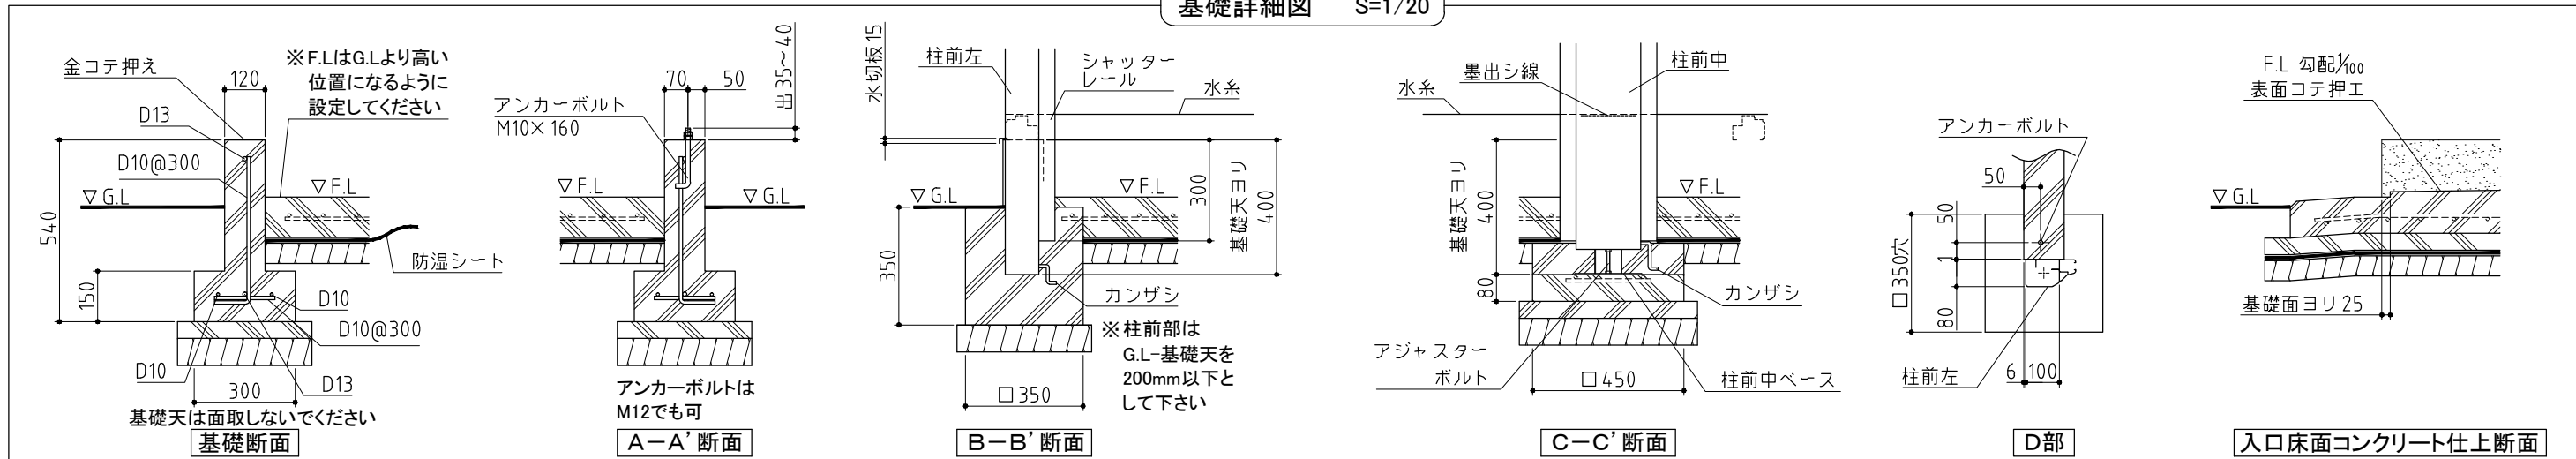 基礎詳細図 S=1/20
金コテ押え
120
※F.LはG.Lより高い
位置になるように
設定してください
D13
D10@300
▽F.L
▽G.L
540
150
防湿シート
D10
D10@300
D10
D13
300
基礎天は面取しないでください
基礎断面
70
50
出35~40
アンカーボルト
M10×160
▽F.L
▽G.L
アンカーボルトは
M12でも可
A-A'断面
水切板15
柱前左
シャッター
レール
水糸
▽G.L
▽F.L
300
基礎天ヨリ
400
350
カンザシ
※柱前部は
G.L-基礎天を
200mm以下と
して下さい
□350
B-B'断面
墨出シ線
柱前中
水糸
基礎天ヨリ
400
▽F.L
80
カンザシ
アジャスター
ボルト
□450
柱前中ベース
C-C'断面
アンカーボルト
50
50
1
80
□350穴
柱前左
6
100
D部
F.L 勾配1/100
表面コテ押エ
▽G.L
基礎面ヨリ25
入口床面コンクリート仕上断面